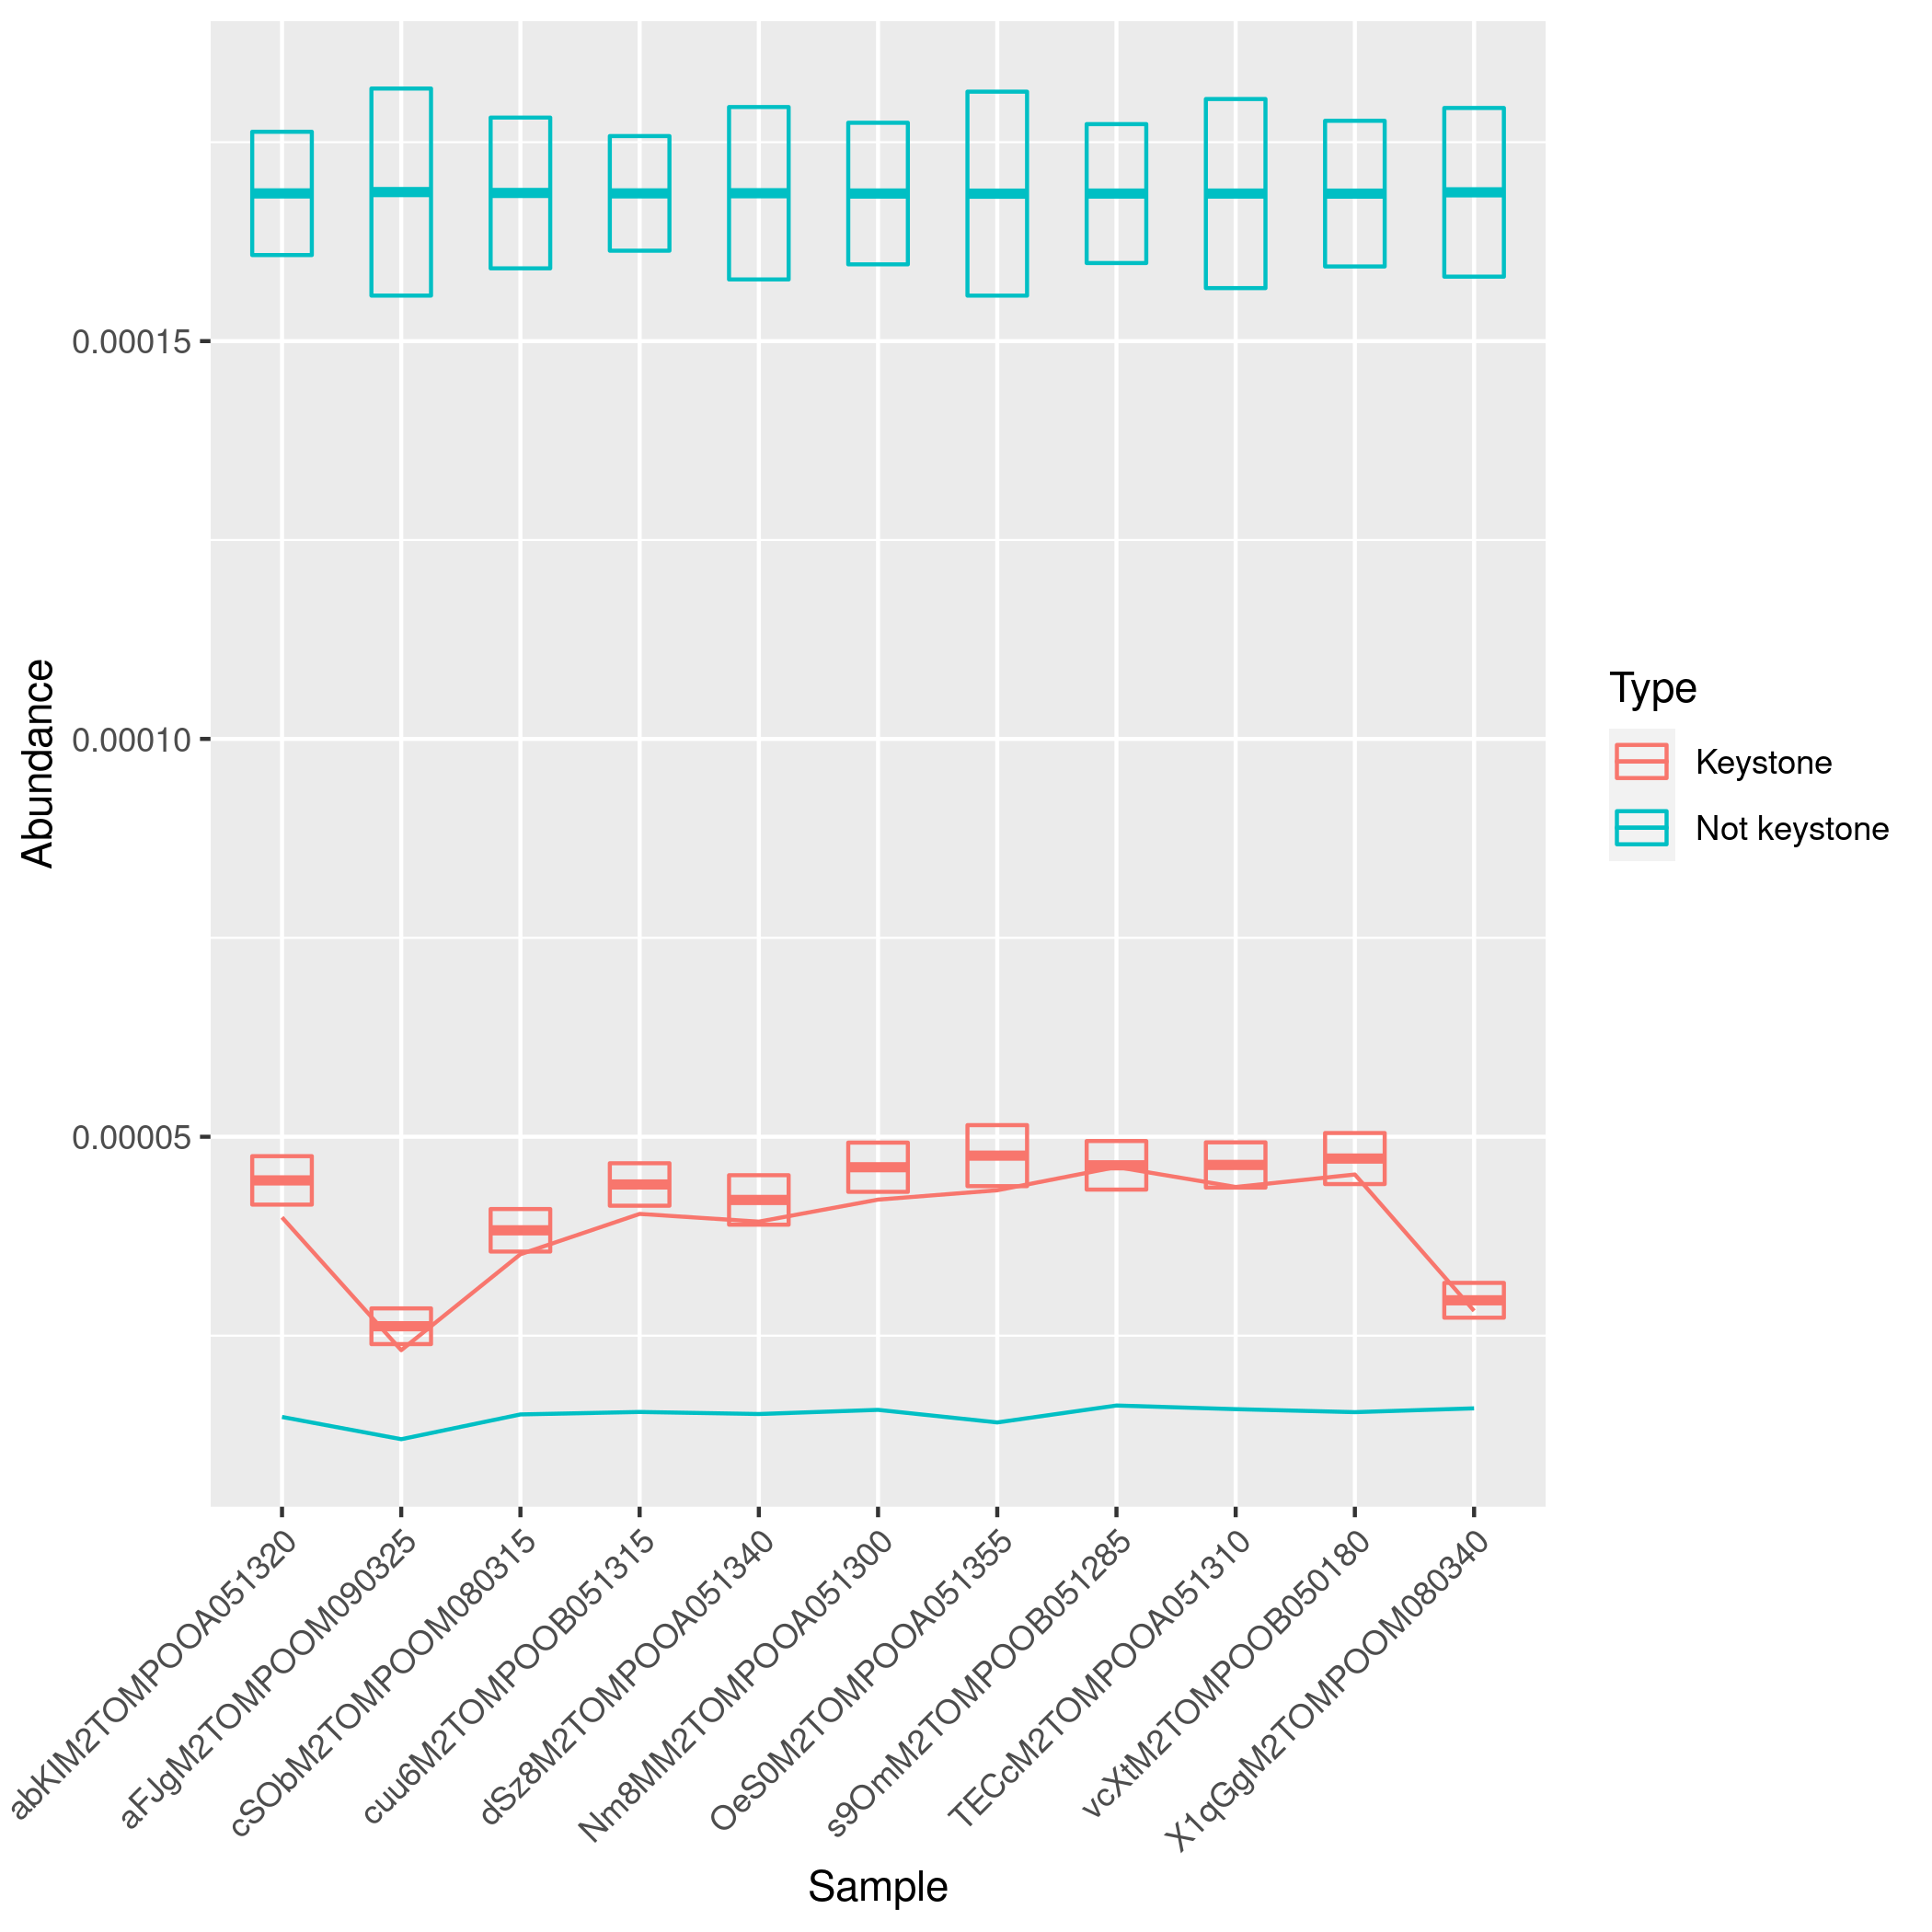 Abundance
0.00015
0.00010
0.00005
Type
Keystone
Not keystone
abKIM2TOMPOOA051320
aFJgM2TOMPOOM090325
cSObM2TOMPOOM080315
cuu6M2TOMPOOB051315
dSz8M2TOMPOOA051340
Nm8MM2TOMPOOA051300
OeS0M2TOMPOOA051355
s9OmM2TOMPOOB051285
TECcM2TOMPOOA051310
vcXtM2TOMPOOB050180
X1qGgM2TOMPOOM080340
Sample